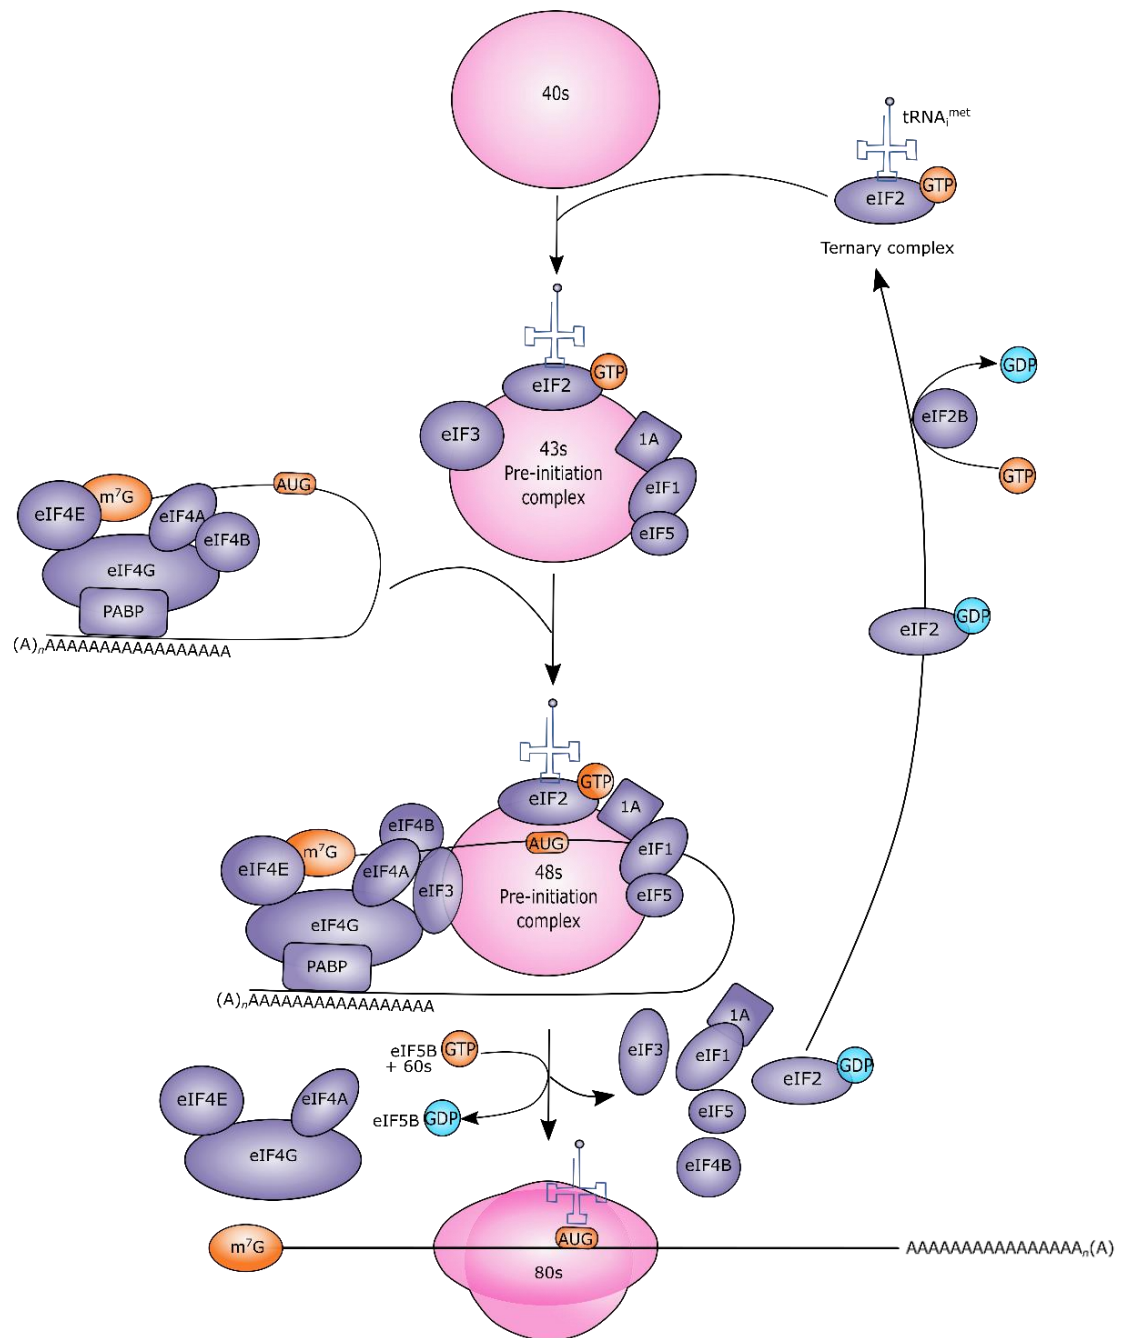 40s
tRNAᵢᵐᵉᵗ
eIF2
GTP
Ternary complex
eIF2
GTP
eIF3
43s
Pre-initiation
complex
1A
eIF1
eIF5
GDP
eIF2B
GTP
eIF4E
m⁷G
eIF4A
eIF4B
AUG
eIF4G
PABP
(A)ₙAAAAAAAAAAAAAAAAA
eIF2
GDP
eIF2
GTP
1A
eIF4B
eIF4E
m⁷G
eIF4A
eIF3
AUG
48s
Pre-initiation
complex
eIF1
eIF5
eIF4G
PABP
(A)ₙAAAAAAAAAAAAAAAAA
eIF5B GTP
+ 60s
eIF5B GDP
eIF3
1A
eIF1
eIF2
GDP
eIF5
eIF4B
eIF4E
eIF4A
eIF4G
m⁷G
AUG
80s
AAAAAAAAAAAAAAAAₙ(A)